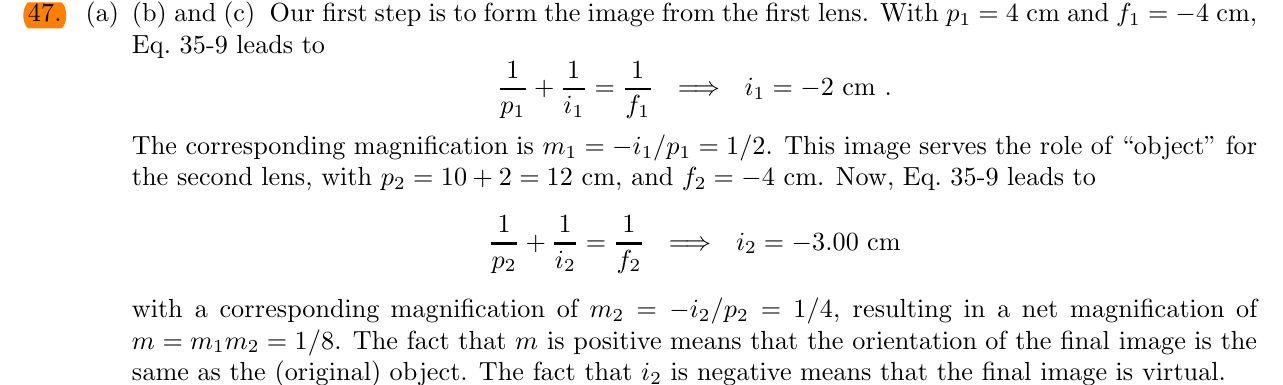 47. (a) (b) and (c) Our first step is to form the image from the first lens. With p₁ = 4 cm and f₁ = −4 cm,
Eq. 35-9 leads to
1/p₁ + 1/i₁ = 1/f₁ ⟹ i₁ = −2 cm .
The corresponding magnification is m₁ = −i₁/p₁ = 1/2. This image serves the role of “object” for
the second lens, with p₂ = 10 + 2 = 12 cm, and f₂ = −4 cm. Now, Eq. 35-9 leads to
1/p₂ + 1/i₂ = 1/f₂ ⟹ i₂ = −3.00 cm
with a corresponding magnification of m₂ = −i₂/p₂ = 1/4, resulting in a net magnification of
m = m₁m₂ = 1/8. The fact that m is positive means that the orientation of the final image is the
same as the (original) object. The fact that i₂ is negative means that the final image is virtual.